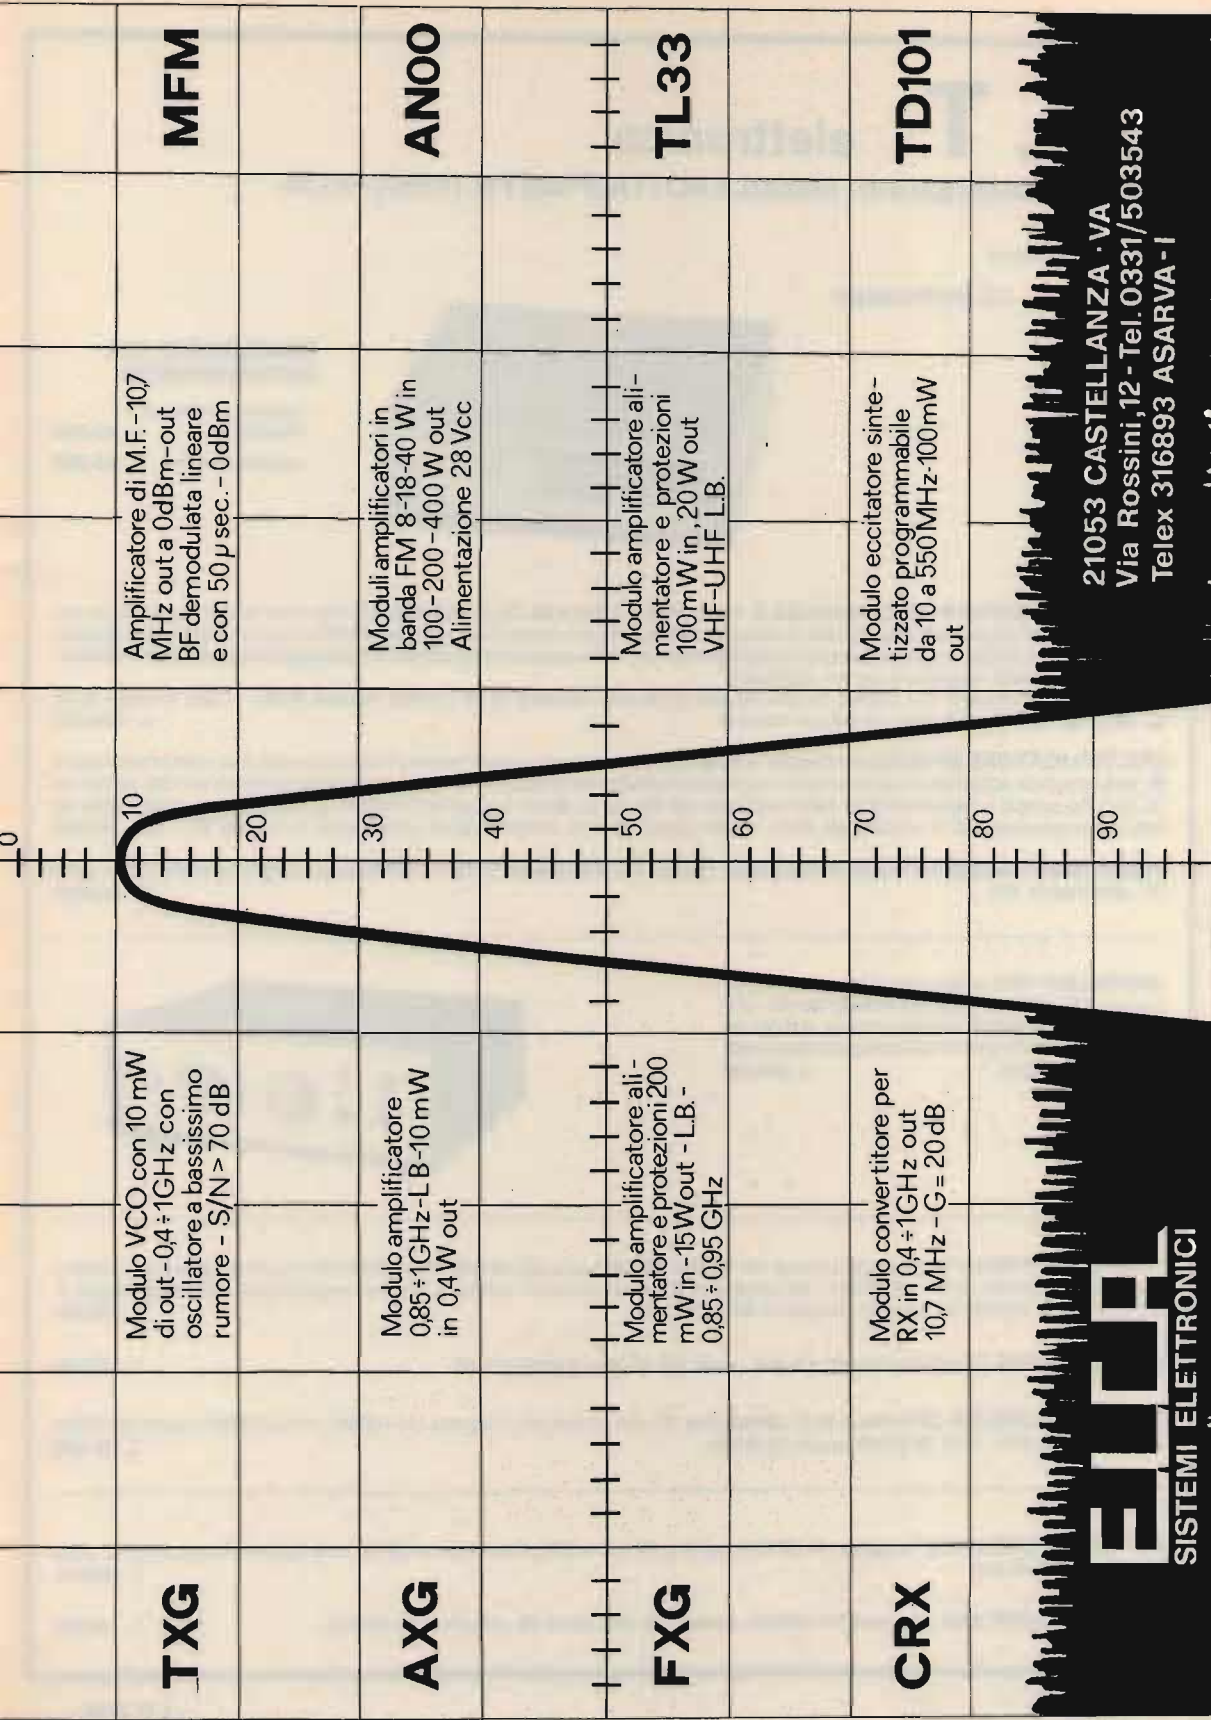 0
10
20
30
40
50
60
70
80
90
TXG
Modulo VCO con 10 mW
di out - 0,4 ÷ 1GHz con
oscillatore a bassissimo
rumore - S/N > 70 dB
Amplificatore di M.F. - 10,7
MHz out a 0dBm - out
BF demodulata lineare
e con 50 µ sec. - 0dBm
MFM
AXG
Modulo amplificatore
0,85 ÷ 1GHz - L B - 10 mW
in 0,4 W out
Moduli amplificatori in
banda FM 8-18-40 W in
100-200-400 W out
Alimentazione 28 Vcc
AN00
FXG
Modulo amplificatore ali-
mentatore e protezioni 200
mW in - 15 W out - L.B. -
0,85 ÷ 0,95 GHz
Modulo amplificatore ali-
mentatore e protezioni
100 mW in, 20 W out
VHF-UHF L.B.
TL33
CRX
Modulo convertitore per
RX in 0,4 ÷ 1GHz out
10,7 MHz - G = 20 dB
Modulo eccitatore sinte-
tizzato programmabile
da 10 a 550 MHz - 100mW
out
TD101
SISTEMI ELETTRONICI
21053 CASTELLANZA · VA
Via Rossini, 12 - Tel. 0331/503543
Telex 316893 ASARVA - I